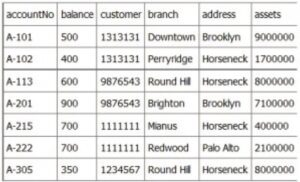 accountNo balance customer branch address assets
A-101 500 1313131 Downtown Brooklyn 9000000
A-102 400 1313131 Perryridge Horseneck 1700000
A-113 600 9876543 Round Hill Horseneck 8000000
A-201 900 9876543 Brighton Brooklyn 7100000
A-215 700 1111111 Mianus Horseneck 400000
A-222 700 1111111 Redwood Palo Alto 2100000
A-305 350 1234567 Round Hill Horseneck 8000000